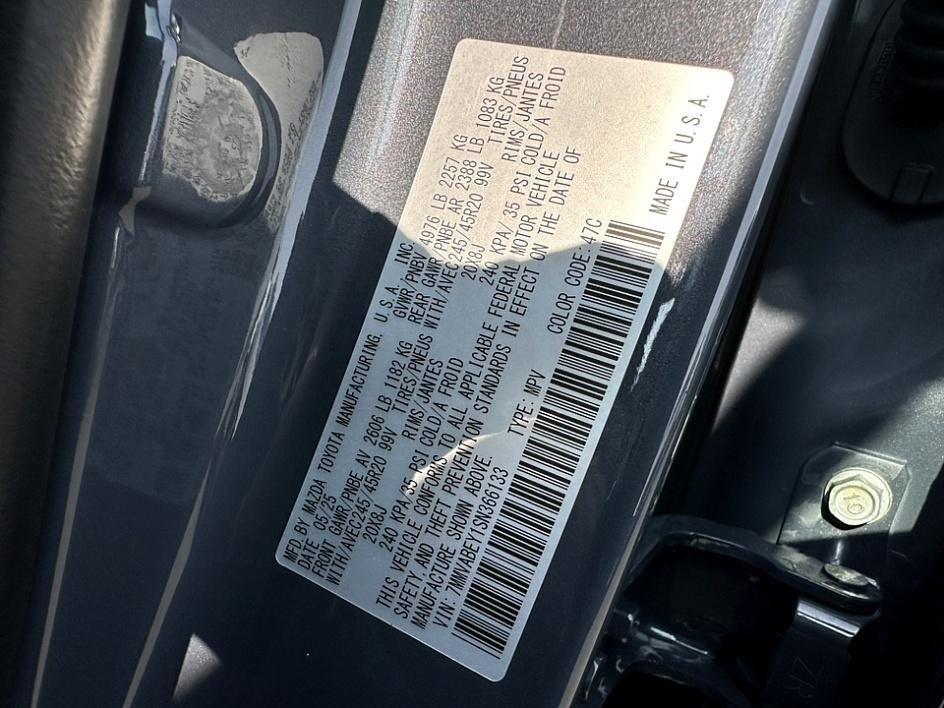 MFD BY MAZDA TOYOTA MANUFACTURING, U.S.A. INC.
DATE 05/25 GVWR/PNBV 4976 LB 2257 KG
FRONT GAWR/PNBE AV 2606 LB 1182 KG REAR GAWR/PNBE AR 2388 LB 1083 KG
WITH/AVEC245/45R20 99V TIRES/PNEUS WITH/AVEC245/45R20 99V TIRES/PNEUS
20X8J RIMS/JANTES 20X8J RIMS/JANTES
240 KPA/35 PSI COLD/A FROID 240 KPA/35 PSI COLD/A FROID
THIS VEHICLE CONFORMS TO ALL APPLICABLE FEDERAL MOTOR VEHICLE
SAFETY AND THEFT PREVENTION STANDARDS IN EFFECT ON THE DATE OF
MANUFACTURE SHOWN ABOVE.
VIN: 7MMVABEY1SN366133 TYPE: MPV COLOR CODE: 47C
MADE IN U.S.A.